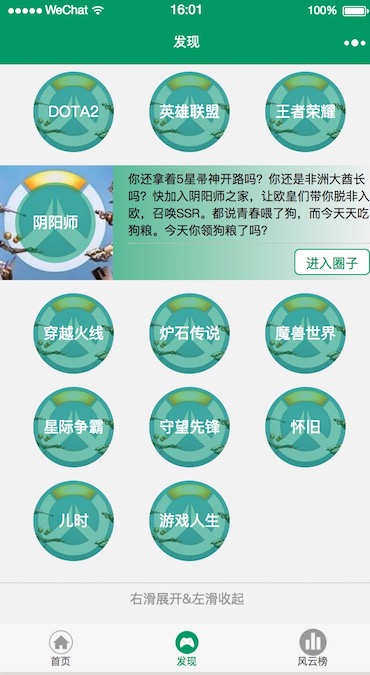 WeChat 16:01 100%
发现
DOTA2 英雄联盟 王者荣耀
阴阳师
你还拿着5星帚神开路吗？你还是非洲大酋长
吗？快加入阴阳师之家，让欧皇们带你脱非入
欧，召唤SSR。都说青春喂了狗，而今天天吃
狗粮。今天你领狗粮了吗？
进入圈子
穿越火线 炉石传说 魔兽世界
星际争霸 守望先锋 怀旧
儿时 游戏人生
右滑展开&左滑收起
首页 发现 风云榜